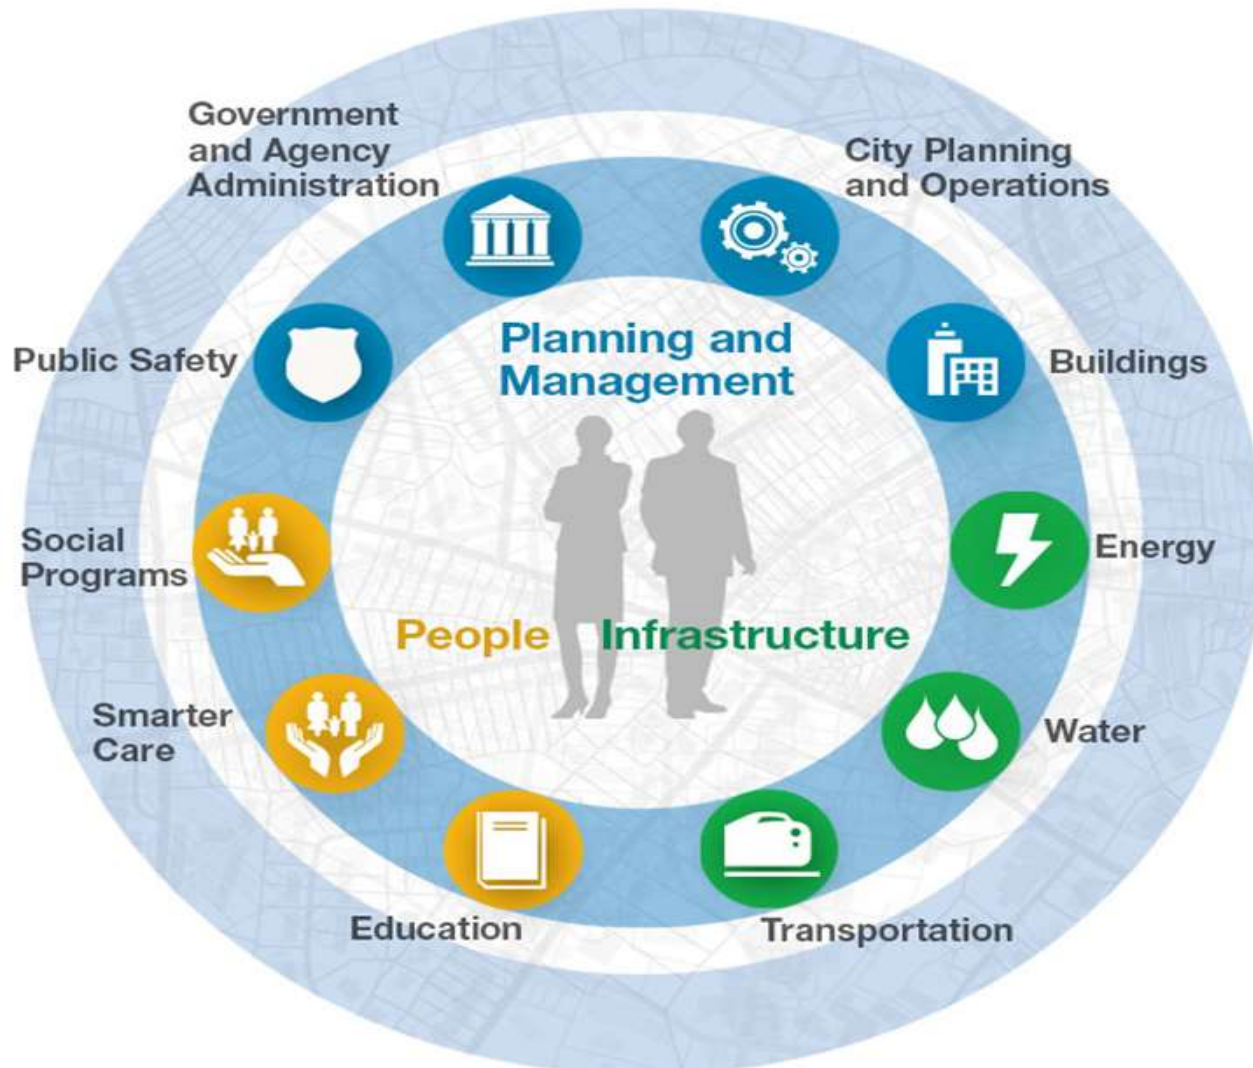 Government
and Agency
Administration
City Planning
and Operations
Public Safety
Planning and
Management
Buildings
Social
Programs
Energy
People
Infrastructure
Smarter
Care
Water
Education
Transportation